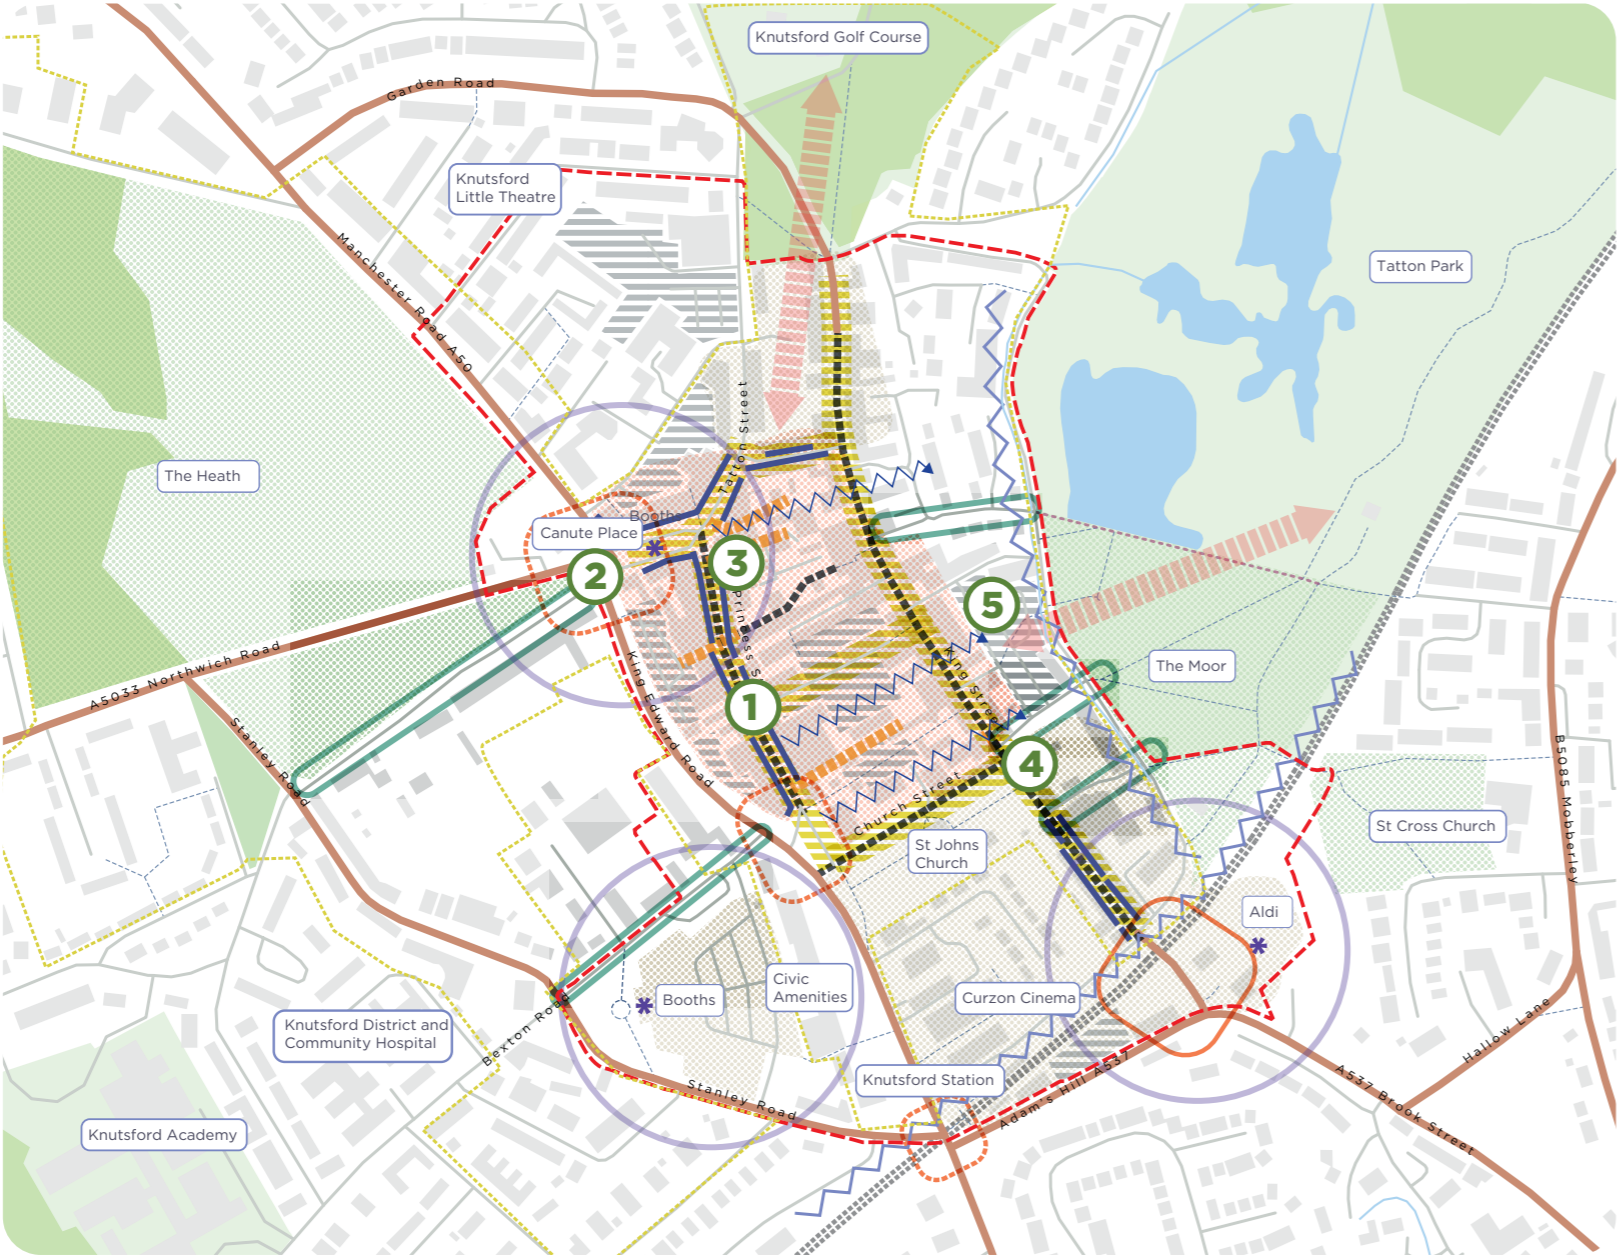 Knutsford Golf Course
Garden Road
Knutsford
Little Theatre
Manchester Road A50
Tatton Park
Tatton Street
The Heath
Booths
Canute Place
3
2
5
Princess S
A5033 Northwich Road
King Edward Road
King Street
The Moor
1
4
Stanley Road
Church Street
B5085 Mobberley
St Johns
Church
St Cross Church
Aldi
Civic
Amenities
Booths
Curzon Cinema
Bexton Road
Knutsford District and
Community Hospital
Hallow Lane
Knutsford Station
Stanley Road
Adam's Hill A537
A537 Brook Street
Knutsford Academy